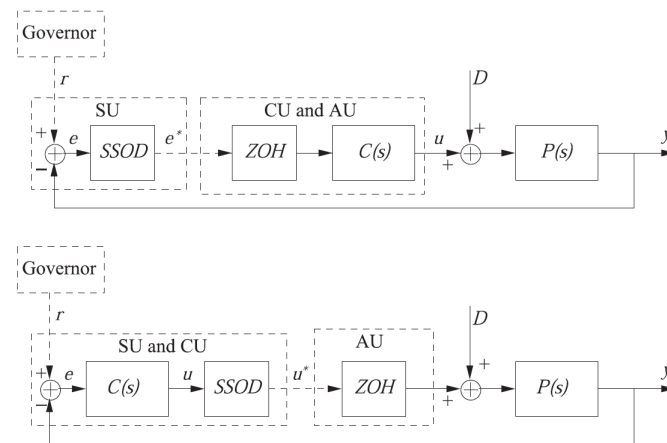 Governor
r
SU
CU and AU
D
+
e
SSOD
e*
ZOH
C(s)
u
+
+
P(s)
y
−
Governor
r
SU and CU
AU
D
+
e
C(s)
u
SSOD
u*
ZOH
+
+
P(s)
y
−